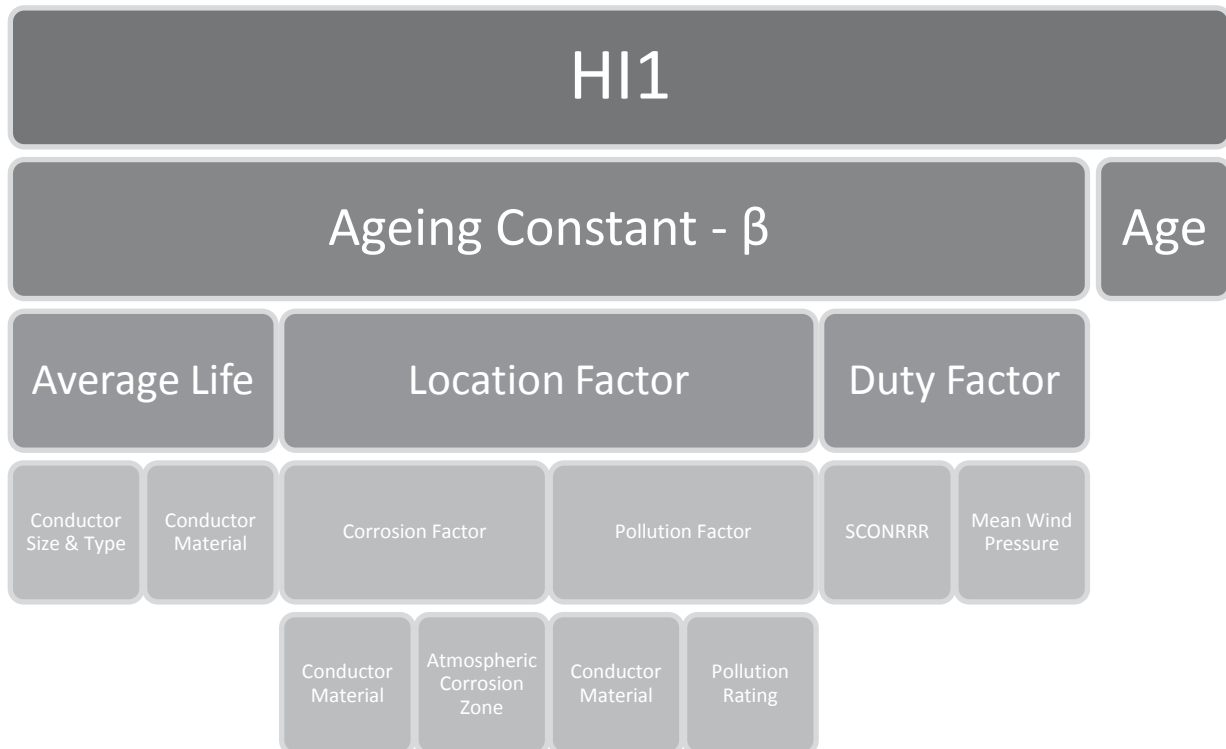 HI1
Ageing Constant - β
Age
Average Life
Location Factor
Duty Factor
Conductor
Size & Type
Conductor
Material
Corrosion Factor
Pollution Factor
SCONRRR
Mean Wind
Pressure
Conductor
Material
Atmospheric
Corrosion
Zone
Conductor
Material
Pollution
Rating